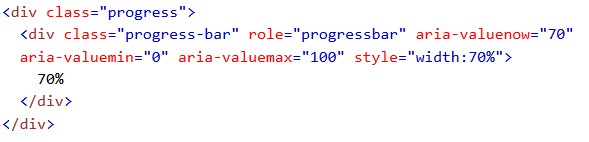 <div class="progress">
  <div class="progress-bar" role="progressbar" aria-valuenow="70"
  aria-valuemin="0" aria-valuemax="100" style="width:70%">
    70%
  </div>
</div>